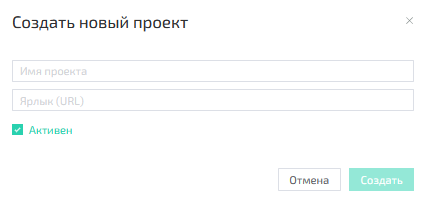 Создать новый проект
Имя проекта
Ярлык (URL)
Активен
Отмена
Создать